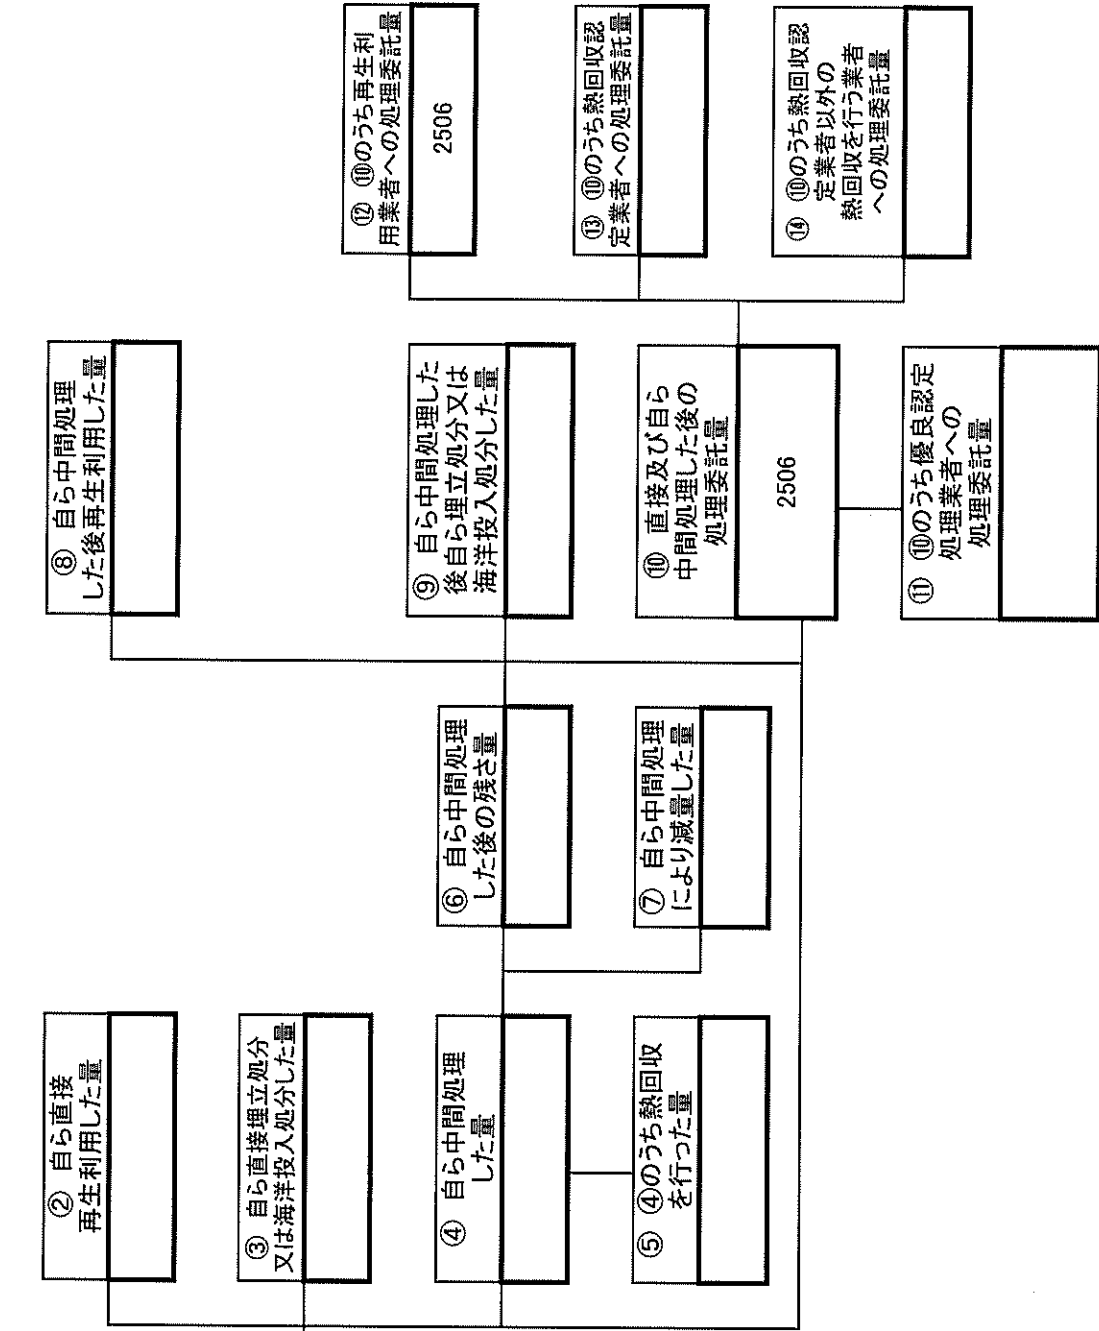 ② 自ら直接
再生利用した量
③ 自ら直接埋立処分
又は海洋投入処分した量
④ 自ら中間処理
した量
⑤ ④のうち熱回収
を行った量
⑥ 自ら中間処理
した後の残さ量
⑦ 自ら中間処理
により減量した量
⑧ 自ら中間処理
した後再生利用した量
⑨ 自ら中間処理した
後自ら埋立処分又は
海洋投入処分した量
⑩ 直接及び自ら
中間処理した後の
処理委託量
2506
⑪ ⑩のうち優良認定
処理業者への
処理委託量
⑫ ⑩のうち再生利
用業者への処理委託量
2506
⑬ ⑩のうち熱回収認
定業者への処理委託量
⑭ ⑩のうち熱回収認
定業者以外の
熱回収を行う業者
への処理委託量